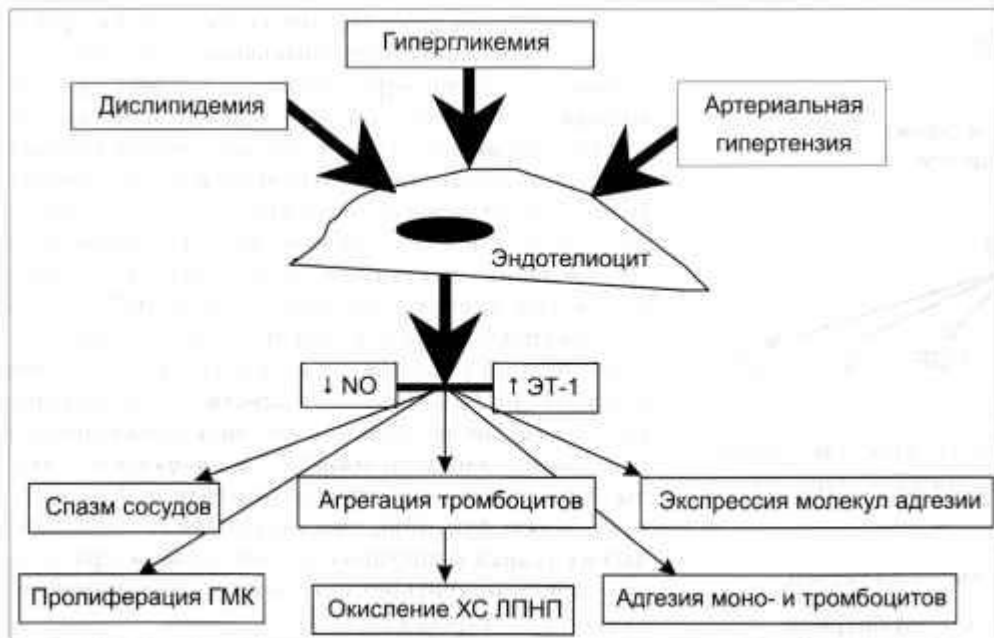 Гипергликемия
Дислипидемия
Артериальная
гипертензия
Эндотелиоцит
↓ NO
↑ ЭТ-1
Спазм сосудов
Агрегация тромбоцитов
Экспрессия молекул адгезии
Пролиферация ГМК
Окисление ХС ЛПНП
Адгезия моно- и тромбоцитов